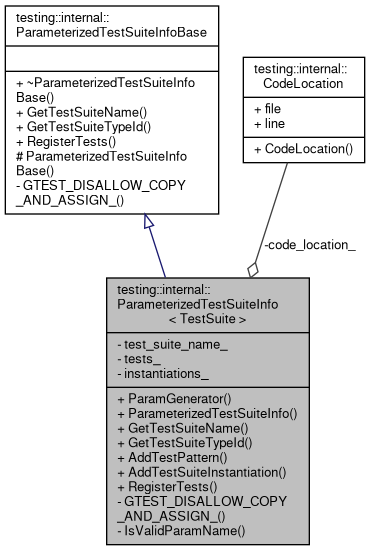 testing::internal::
ParameterizedTestSuiteInfoBase
+ ~ParameterizedTestSuiteInfo
Base()
+ GetTestSuiteName()
+ GetTestSuiteTypeId()
+ RegisterTests()
# ParameterizedTestSuiteInfo
Base()
- GTEST_DISALLOW_COPY
_AND_ASSIGN_()
testing::internal::
CodeLocation
+ file
+ line
+ CodeLocation()
-code_location_
testing::internal::
ParameterizedTestSuiteInfo
< TestSuite >
- test_suite_name_
- tests_
- instantiations_
+ ParamGenerator()
+ ParameterizedTestSuiteInfo()
+ GetTestSuiteName()
+ GetTestSuiteTypeId()
+ AddTestPattern()
+ AddTestSuiteInstantiation()
+ RegisterTests()
- GTEST_DISALLOW_COPY
_AND_ASSIGN_()
- IsValidParamName()